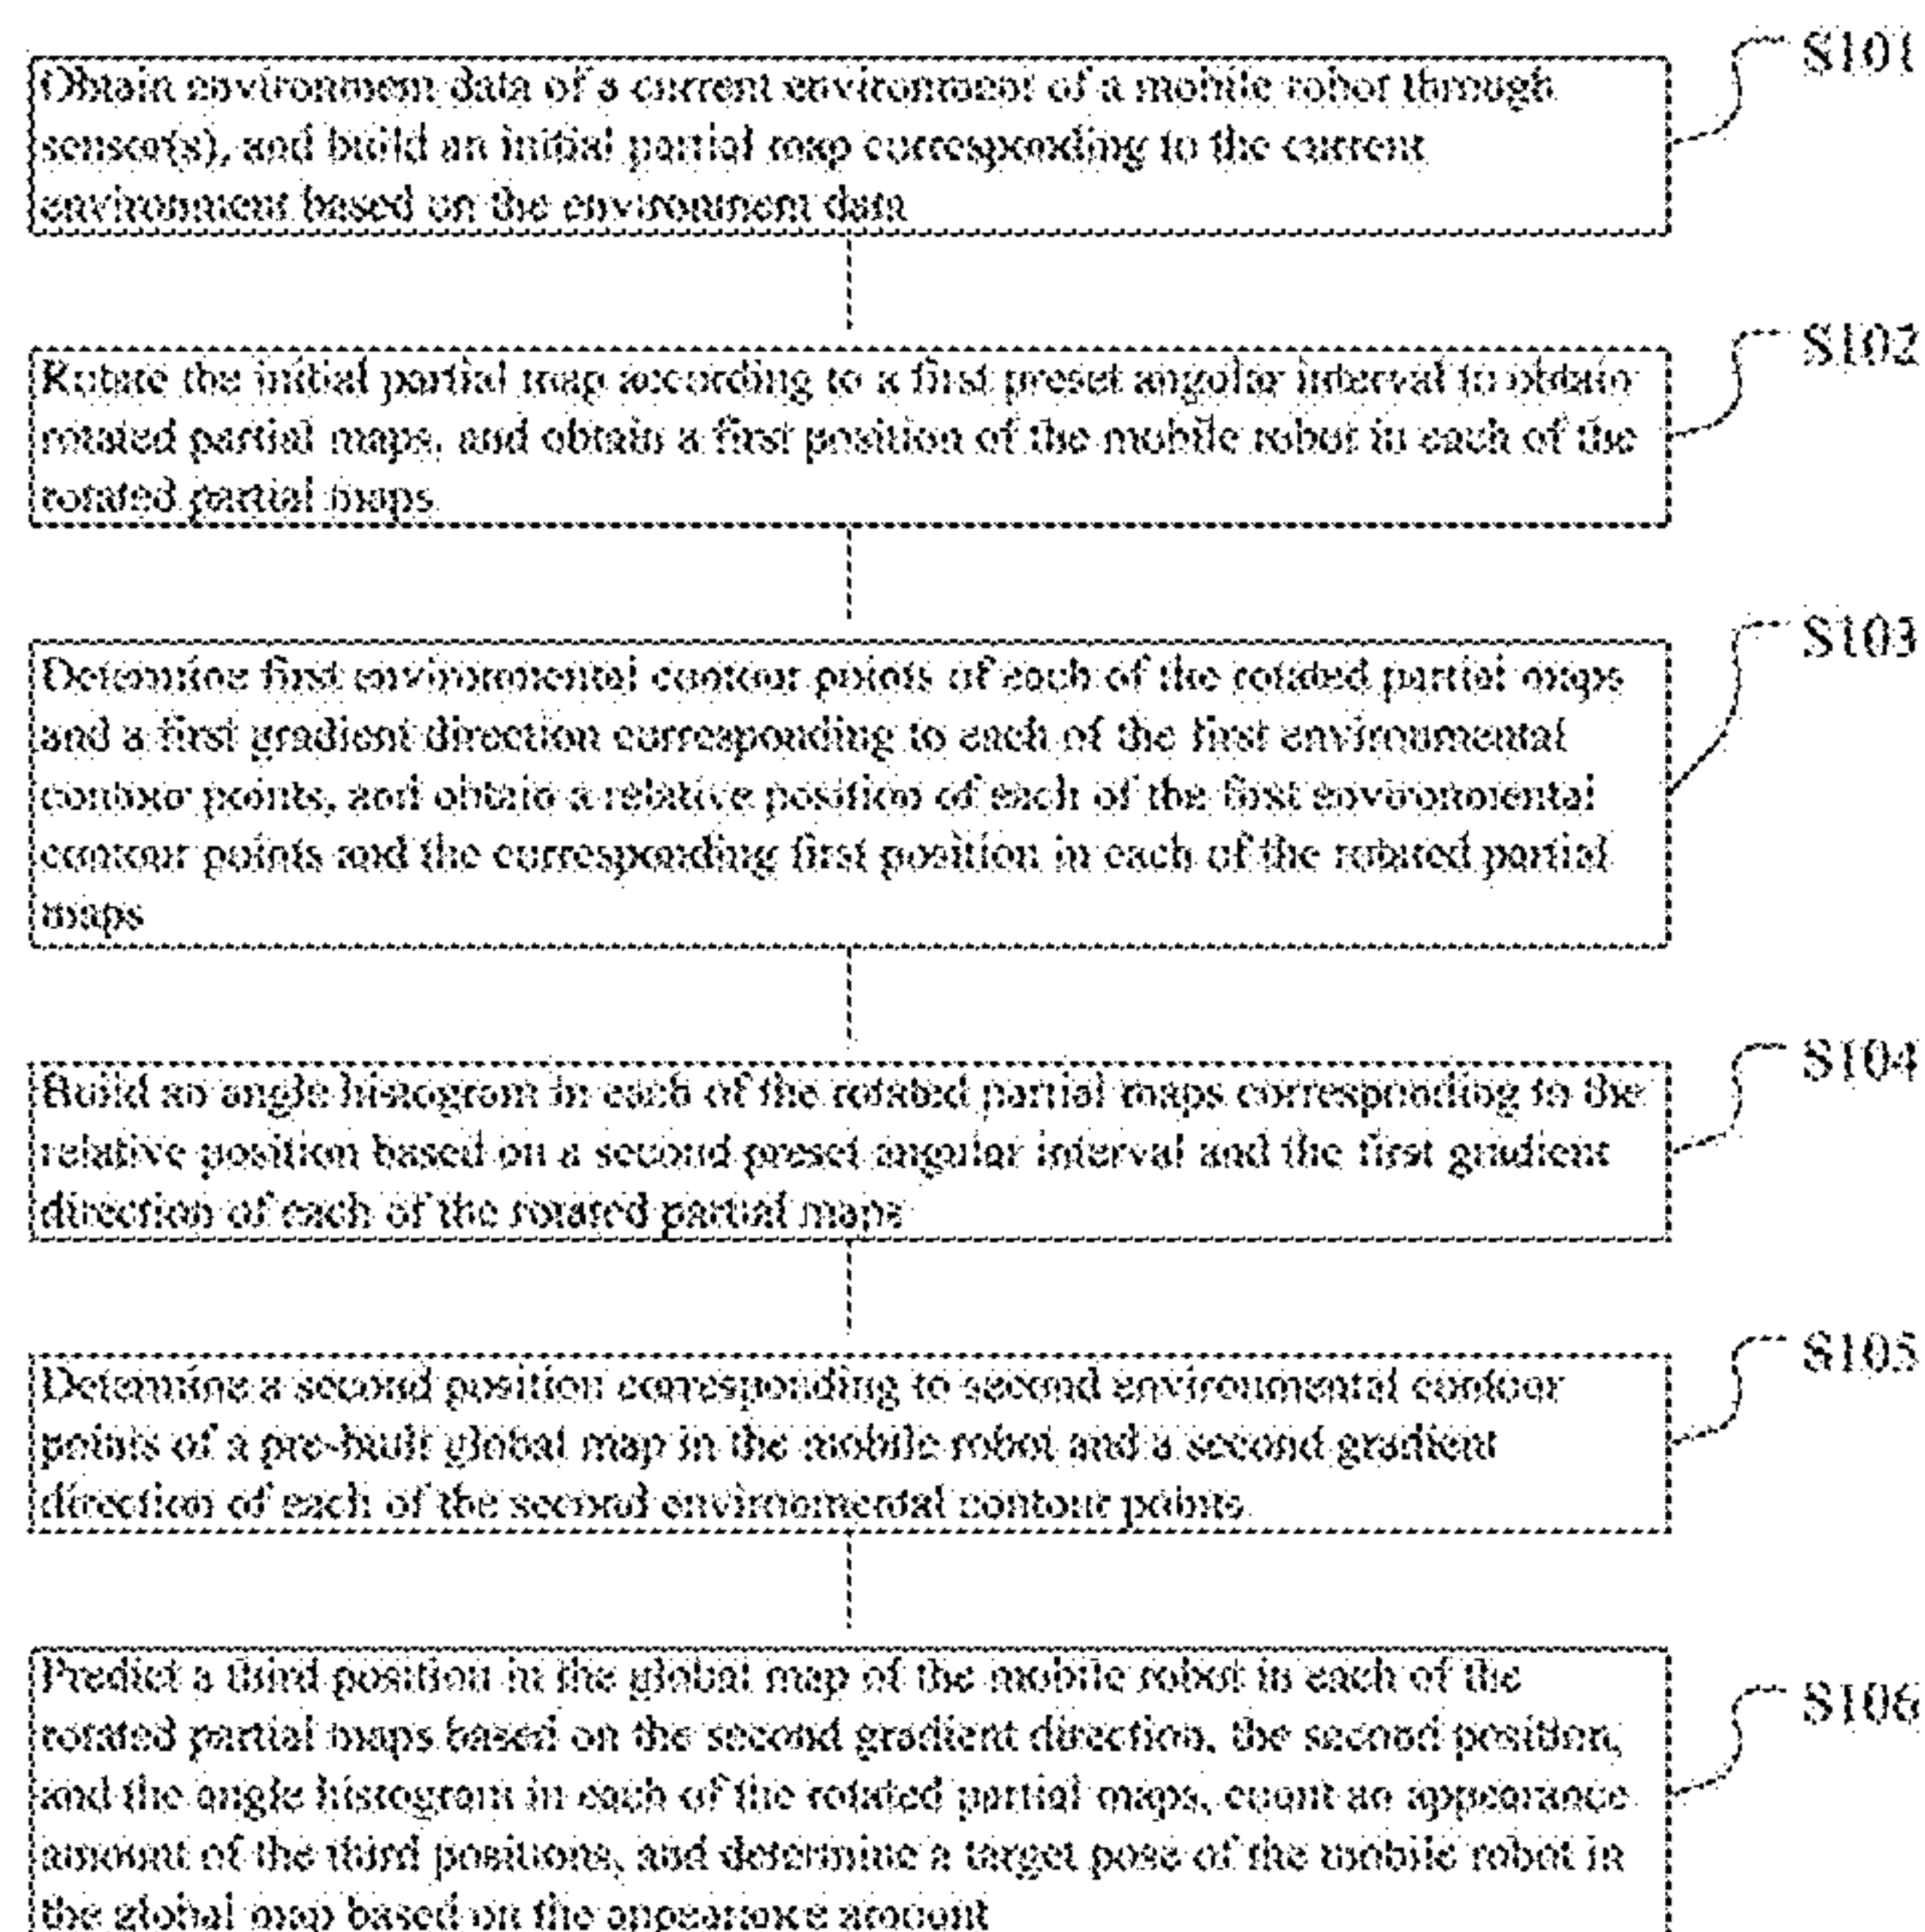 S101
Obtain environment data of a current environment of a mobile robot through
sensor(s), and build an initial partial map corresponding to the current
environment based on the environment data
S102
Rotate the initial partial map according to a first preset angular interval to obtain
rotated partial maps, and obtain a first position of the mobile robot in each of the
rotated partial maps
S103
Determine first environmental contour points of each of the rotated partial maps
and a first gradient direction corresponding to each of the first environmental
contour points, and obtain a relative position of each of the first environmental
contour points and the corresponding first position in each of the rotated partial
maps
S104
Build an angle histogram in each of the rotated partial maps corresponding to the
relative position based on a second preset angular interval and the first gradient
direction of each of the rotated partial maps
S105
Determine a second position corresponding to second environmental contour
points of a pre-built global map in the mobile robot and a second gradient
direction of each of the second environmental contour points
S106
Predict a third position in the global map of the mobile robot in each of the
rotated partial maps based on the second gradient direction, the second position,
and the angle histogram in each of the rotated partial maps, count an appearance
amount of the third positions, and determine a target pose of the mobile robot in
the global map based on the appearance amount